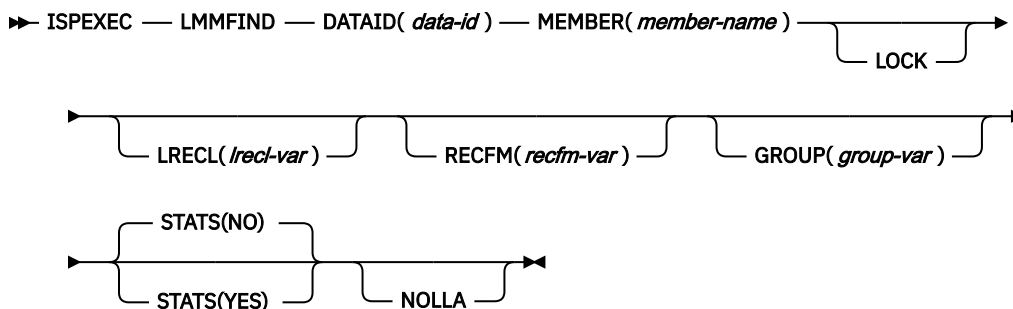 ISPEXEC LMMFIND DATAID( data-id ) MEMBER( member-name )
LOCK
LRECL( lrecl-var ) RECFM( recfm-var ) GROUP( group-var )
STATS(NO)
STATS(YES) NOLLA